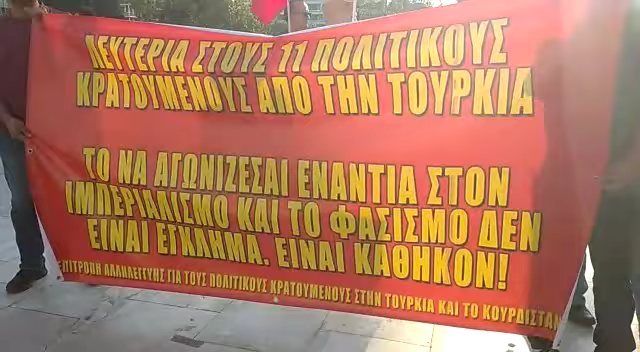 ΛΕΥΤΕΡΙΑ ΣΤΟΥΣ 11 ΠΟΛΙΤΙΚΟΥΣ
ΚΡΑΤΟΥΜΕΝΟΥΣ ΑΠΟ ΤΗΝ ΤΟΥΡΚΙΑ
ΤΟ ΝΑ ΑΓΩΝΙΖΕΣΑΙ ΕΝΑΝΤΙΑ ΣΤΟΝ
ΙΜΠΕΡΙΑΛΙΣΜΟ ΚΑΙ ΤΟ ΦΑΣΙΣΜΟ ΔΕΝ
ΕΙΝΑΙ ΕΓΚΛΗΜΑ. ΕΙΝΑΙ ΚΑΘΗΚΟΝ!
ΕΠΙΤΡΟΠΗ ΑΛΛΗΛΕΓΓΥΗΣ ΓΙΑ ΤΟΥΣ ΠΟΛΙΤΙΚΟΥΣ ΚΡΑΤΟΥΜΕΝΟΥΣ ΣΤΗΝ ΤΟΥΡΚΙΑ ΚΑΙ ΤΟ ΚΟΥΡΔΙΣΤΑΝ